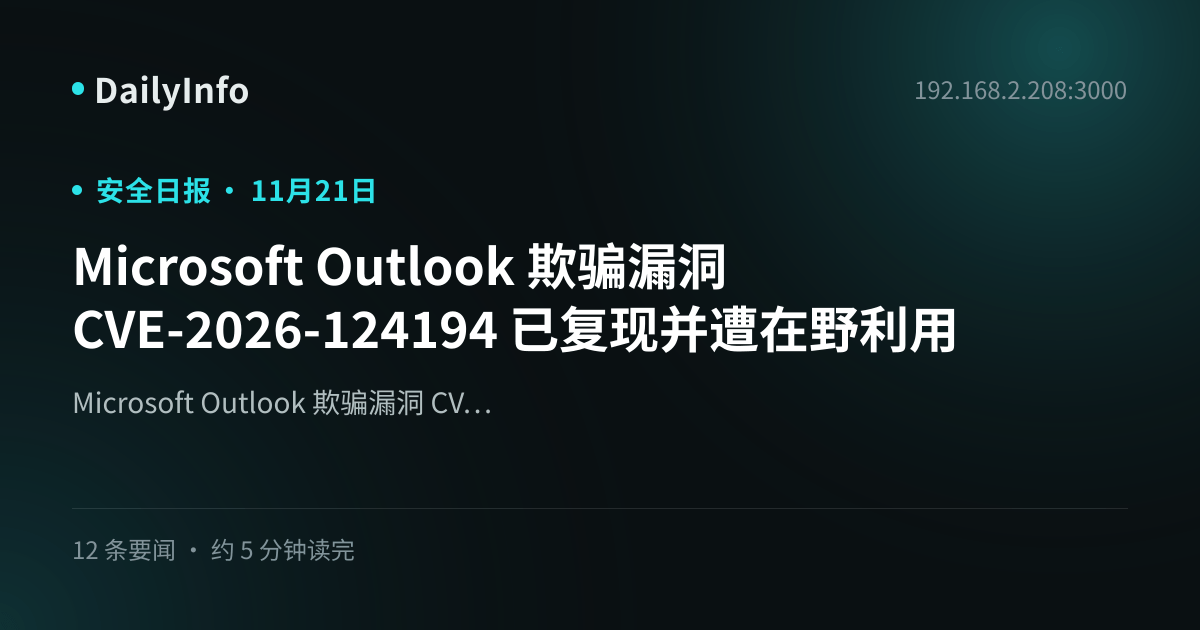 DailyInfo
192.168.2.208:3000
安全日报 · 11月21日
Microsoft Outlook 欺骗漏洞
CVE-2026-124194 已复现并遭在野利用
Microsoft Outlook 欺骗漏洞 CV…
12 条要闻 · 约 5 分钟读完